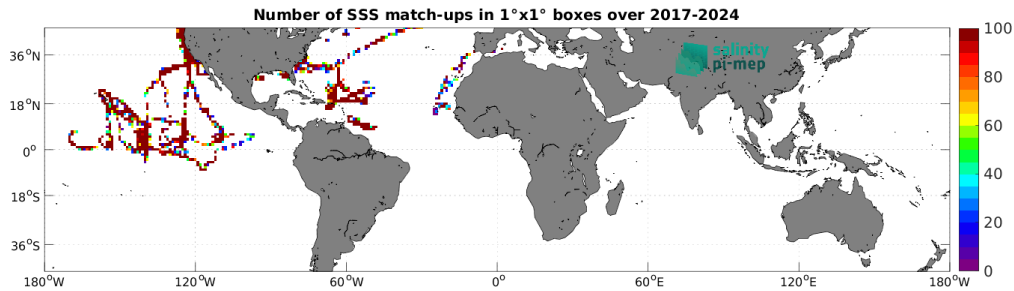 Number of SSS match-ups in 1°x1° boxes over 2017-2024
salinity
pi-mep
36°N
18°N
0°
18°S
36°S
180°W 120°W 60°W 0° 60°E 120°E 180°W
100
80
60
40
20
0